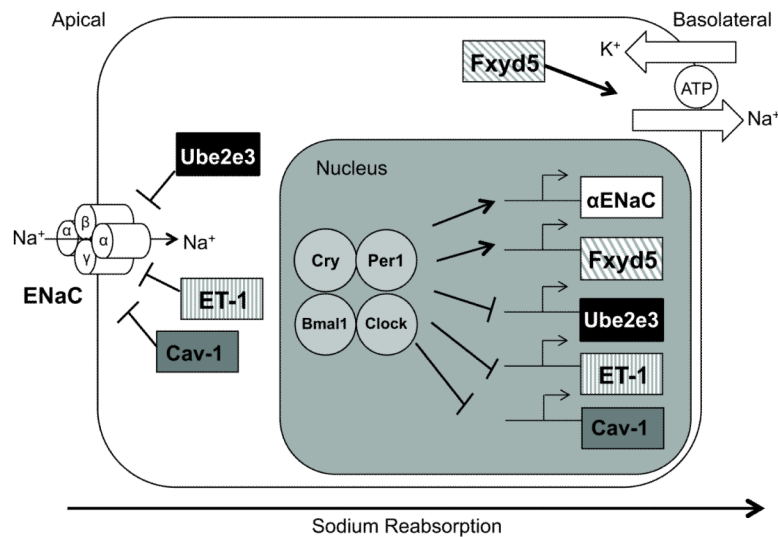 Apical
Basolateral
K+
Fxyd5
ATP
Na+
Ube2e3
Nucleus
αENaC
β
Na+
α
α
Na+
γ
ENaC
Cry
Per1
Fxyd5
ET-1
Bmal1
Clock
Ube2e3
Cav-1
ET-1
Cav-1
Sodium Reabsorption